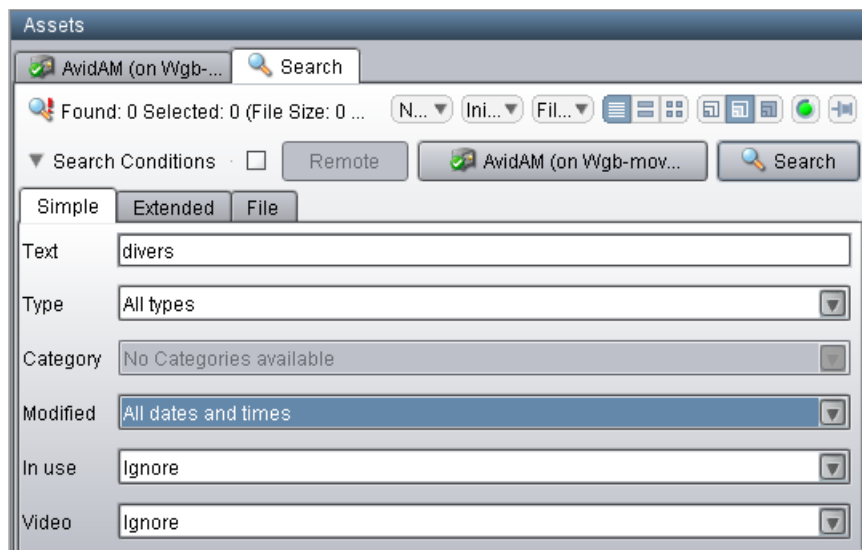 Assets
AvidAM (on Wgb-... Search
Found: 0 Selected: 0 (File Size: 0 ... N... Ini... Fil...
Search Conditions Remote AvidAM (on Wgb-mov... Search
Simple Extended File
Text divers
Type All types
Category No Categories available
Modified All dates and times
In use Ignore
Video Ignore